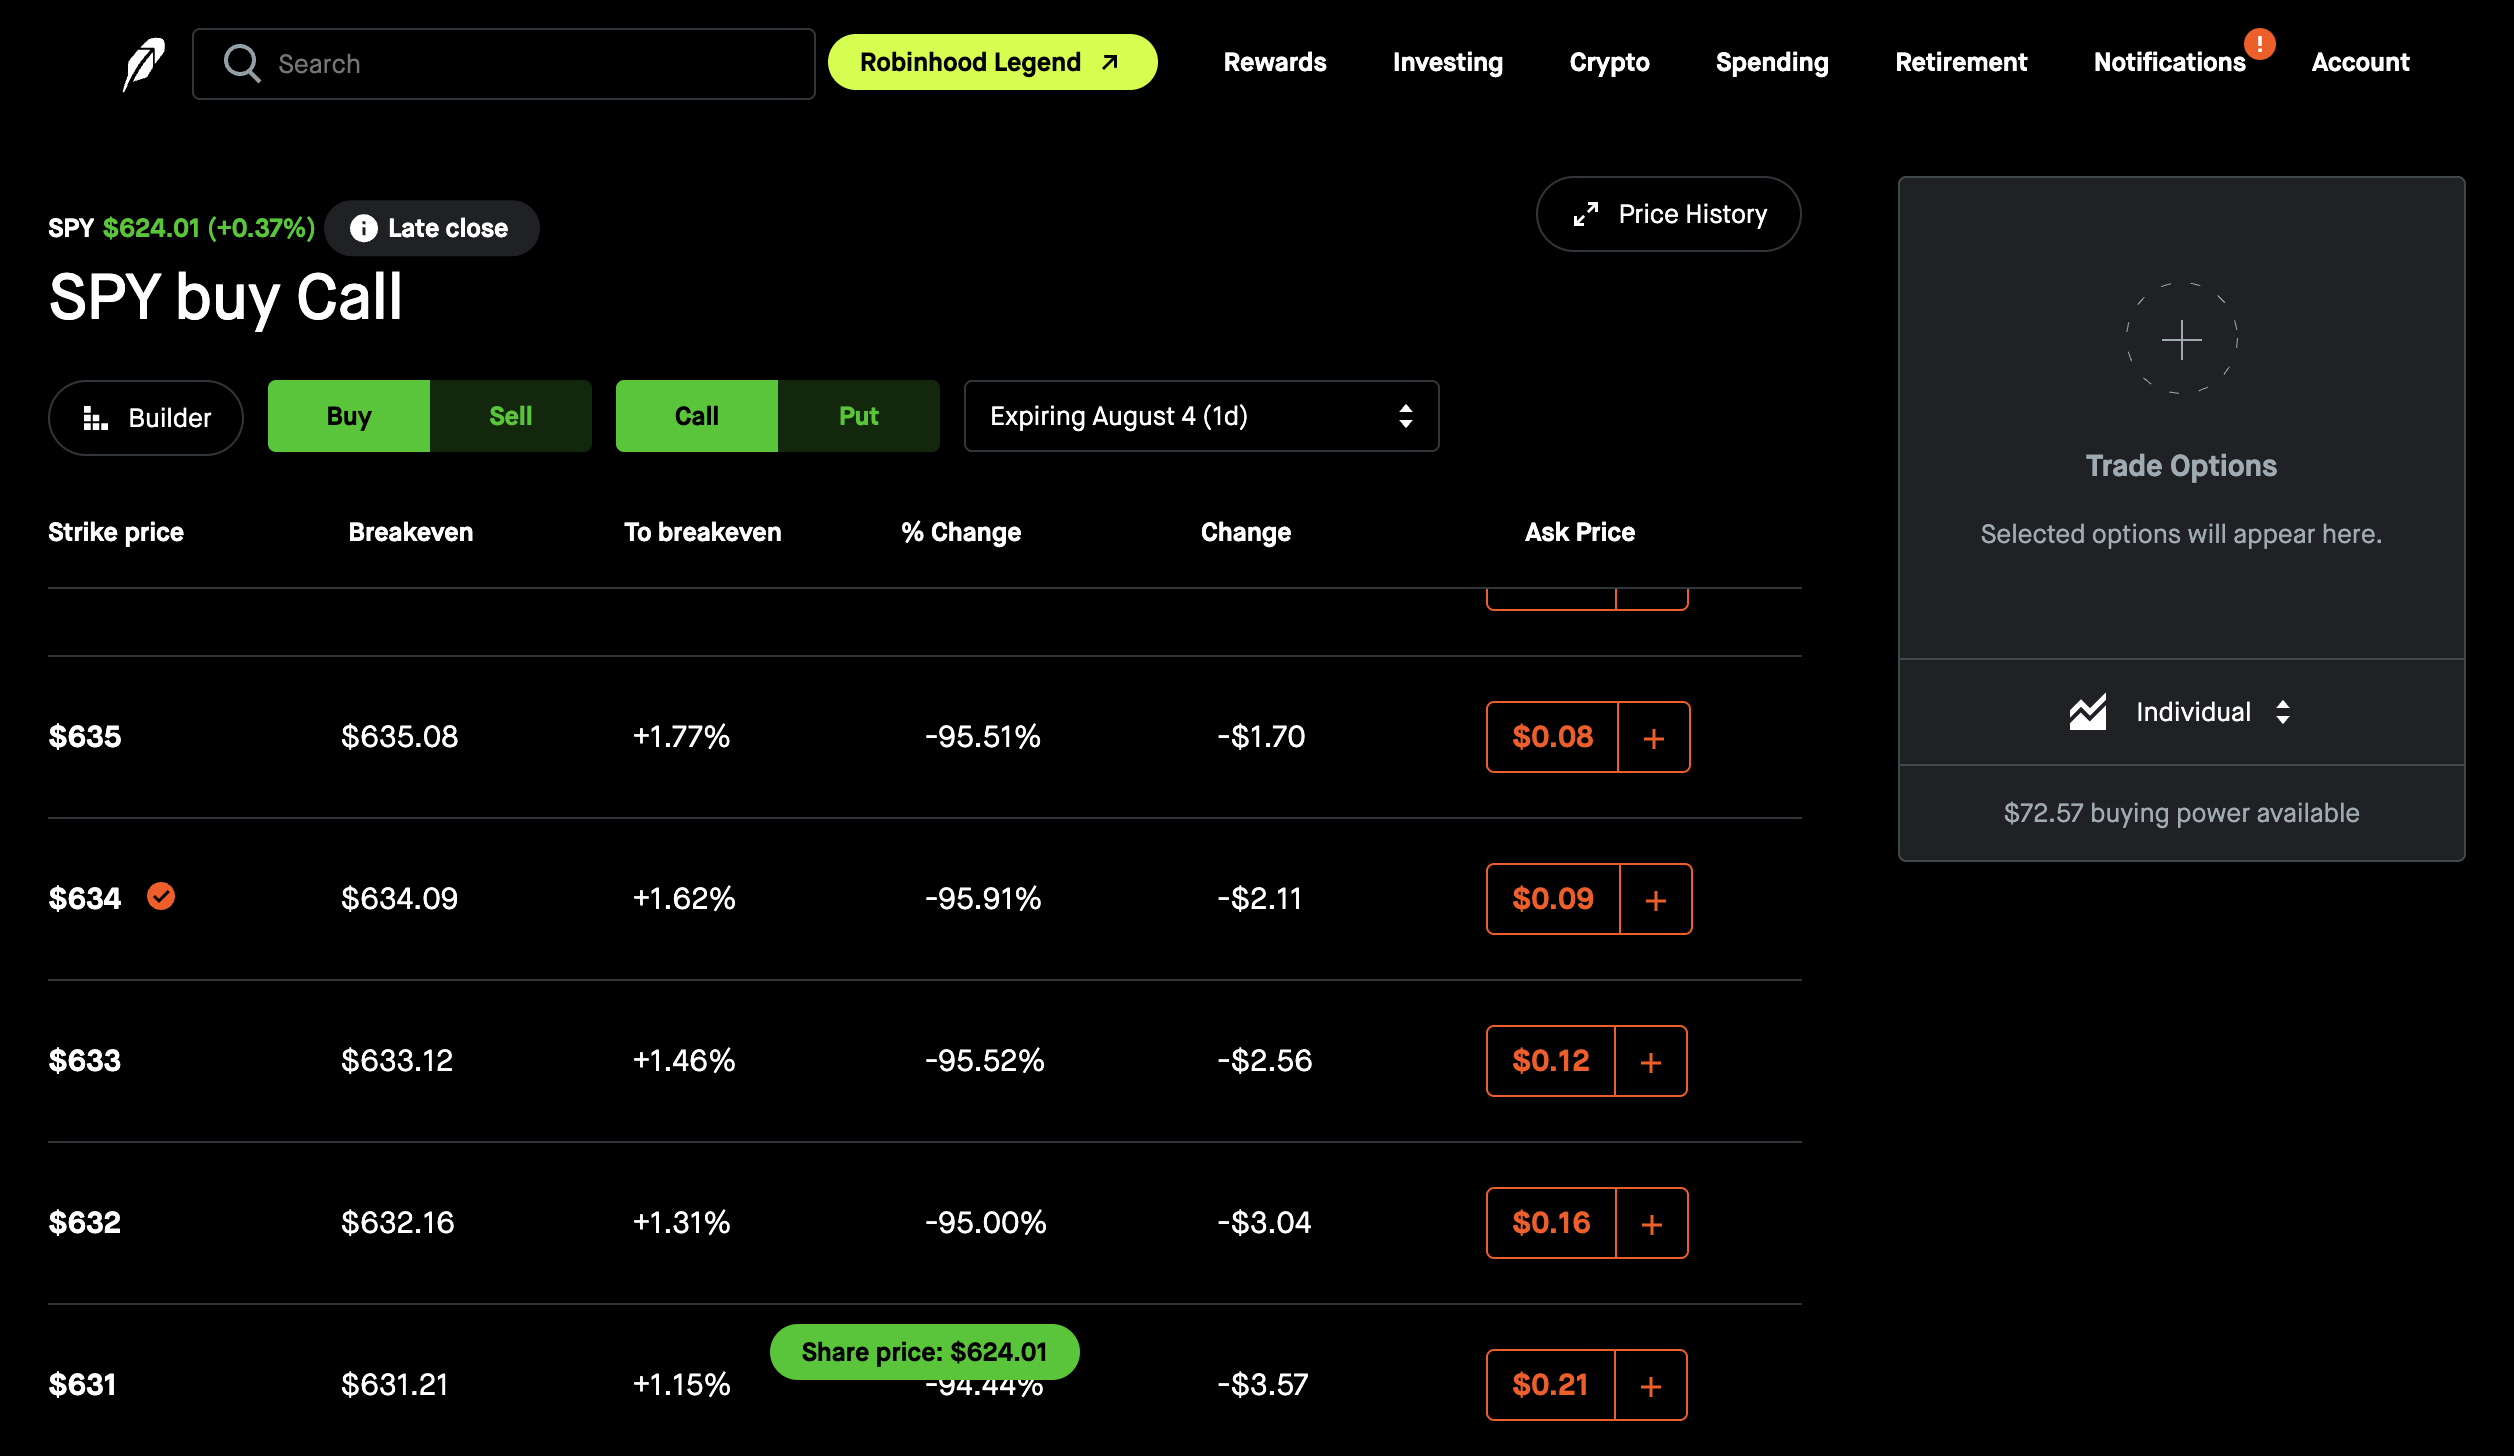 Search
Robinhood Legend
Rewards
Investing
Crypto
Spending
Retirement
Notifications
!
Account
SPY $624.01 (+0.37%)
Late close
Price History
SPY buy Call
Builder
Buy
Sell
Call
Put
Expiring August 4 (1d)
Strike price Breakeven To breakeven % Change Change Ask Price
$635 $635.08 +1.77% -95.51% -$1.70 $0.08 +
$634 $634.09 +1.62% -95.91% -$2.11 $0.09 +
$633 $633.12 +1.46% -95.52% -$2.56 $0.12 +
$632 $632.16 +1.31% -95.00% -$3.04 $0.16 +
Share price: $624.01
$631 $631.21 +1.15% -94.44% -$3.57 $0.21 +
Trade Options
Selected options will appear here.
Individual
$72.57 buying power available